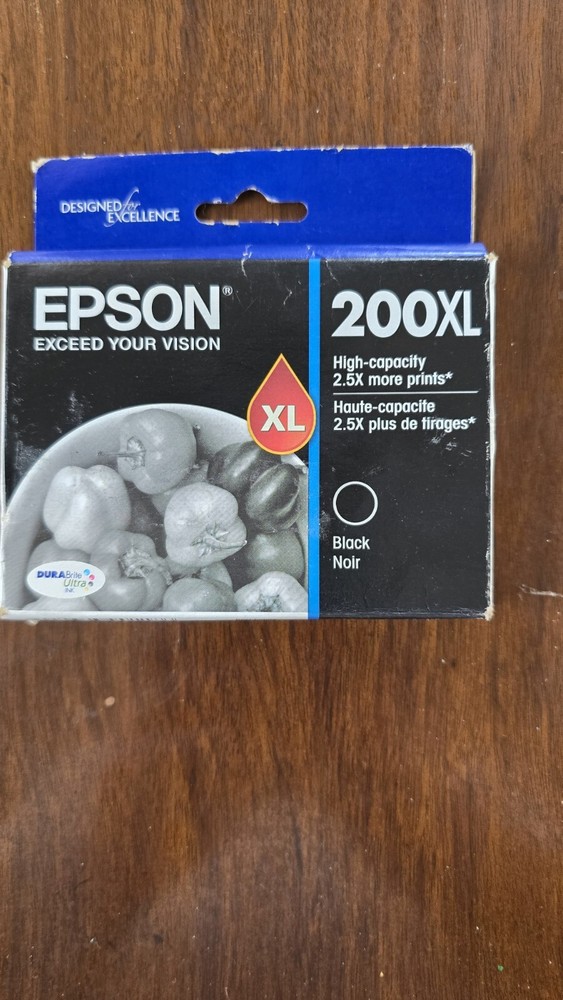 DESIGNED for
EXCELLENCE
EPSON®
EXCEED YOUR VISION
XL
DURABrite
Ultra
INK
200XL
High-capacity
2.5X more prints*
Haute-capacite
2.5X plus de tirages*
Black
Noir